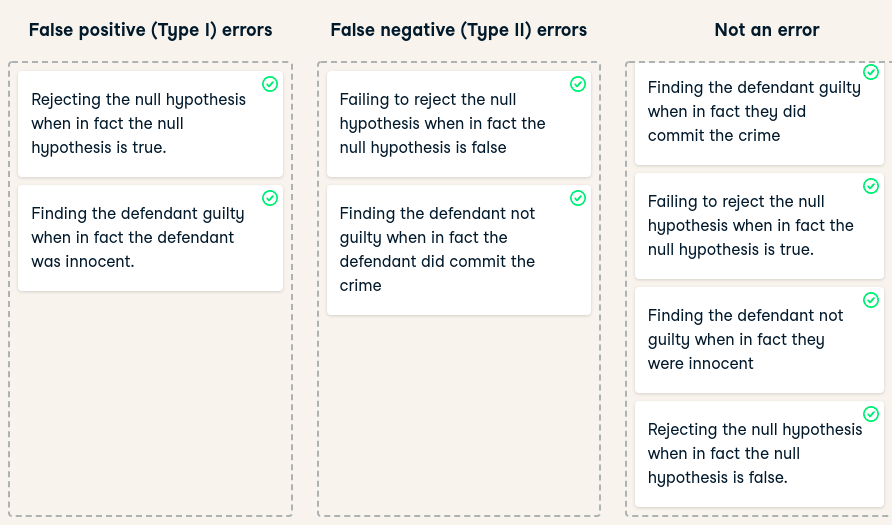 False positive (Type I) errors
Rejecting the null hypothesis
when in fact the null
hypothesis is true.
Finding the defendant guilty
when in fact the defendant
was innocent.
False negative (Type II) errors
Failing to reject the null
hypothesis when in fact the
null hypothesis is false
Finding the defendant not
guilty when in fact the
defendant did commit the
crime
Not an error
Finding the defendant guilty
when in fact they did
commit the crime
Failing to reject the null
hypothesis when in fact the
null hypothesis is true.
Finding the defendant not
guilty when in fact they
were innocent
Rejecting the null hypothesis
when in fact the null
hypothesis is false.